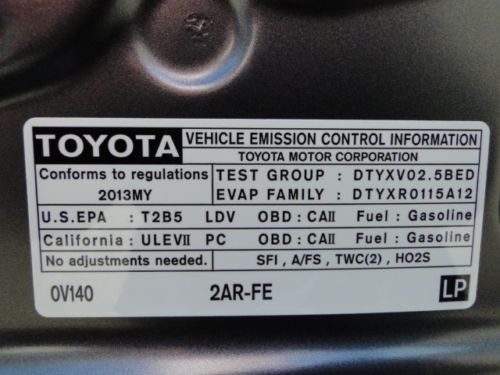 TOYOTA VEHICLE EMISSION CONTROL INFORMATION
TOYOTA MOTOR CORPORATION
Conforms to regulations
2013MY
TEST GROUP : DTYXV02.5BED
EVAP FAMILY : DTYXR0115A12
U.S.EPA : T2B5 LDV OBD : CAII Fuel : Gasoline
California : ULEVII PC OBD : CAII Fuel : Gasoline
No adjustments needed. SFI , A/FS , TWC(2) , HO2S
0V140 2AR-FE LP